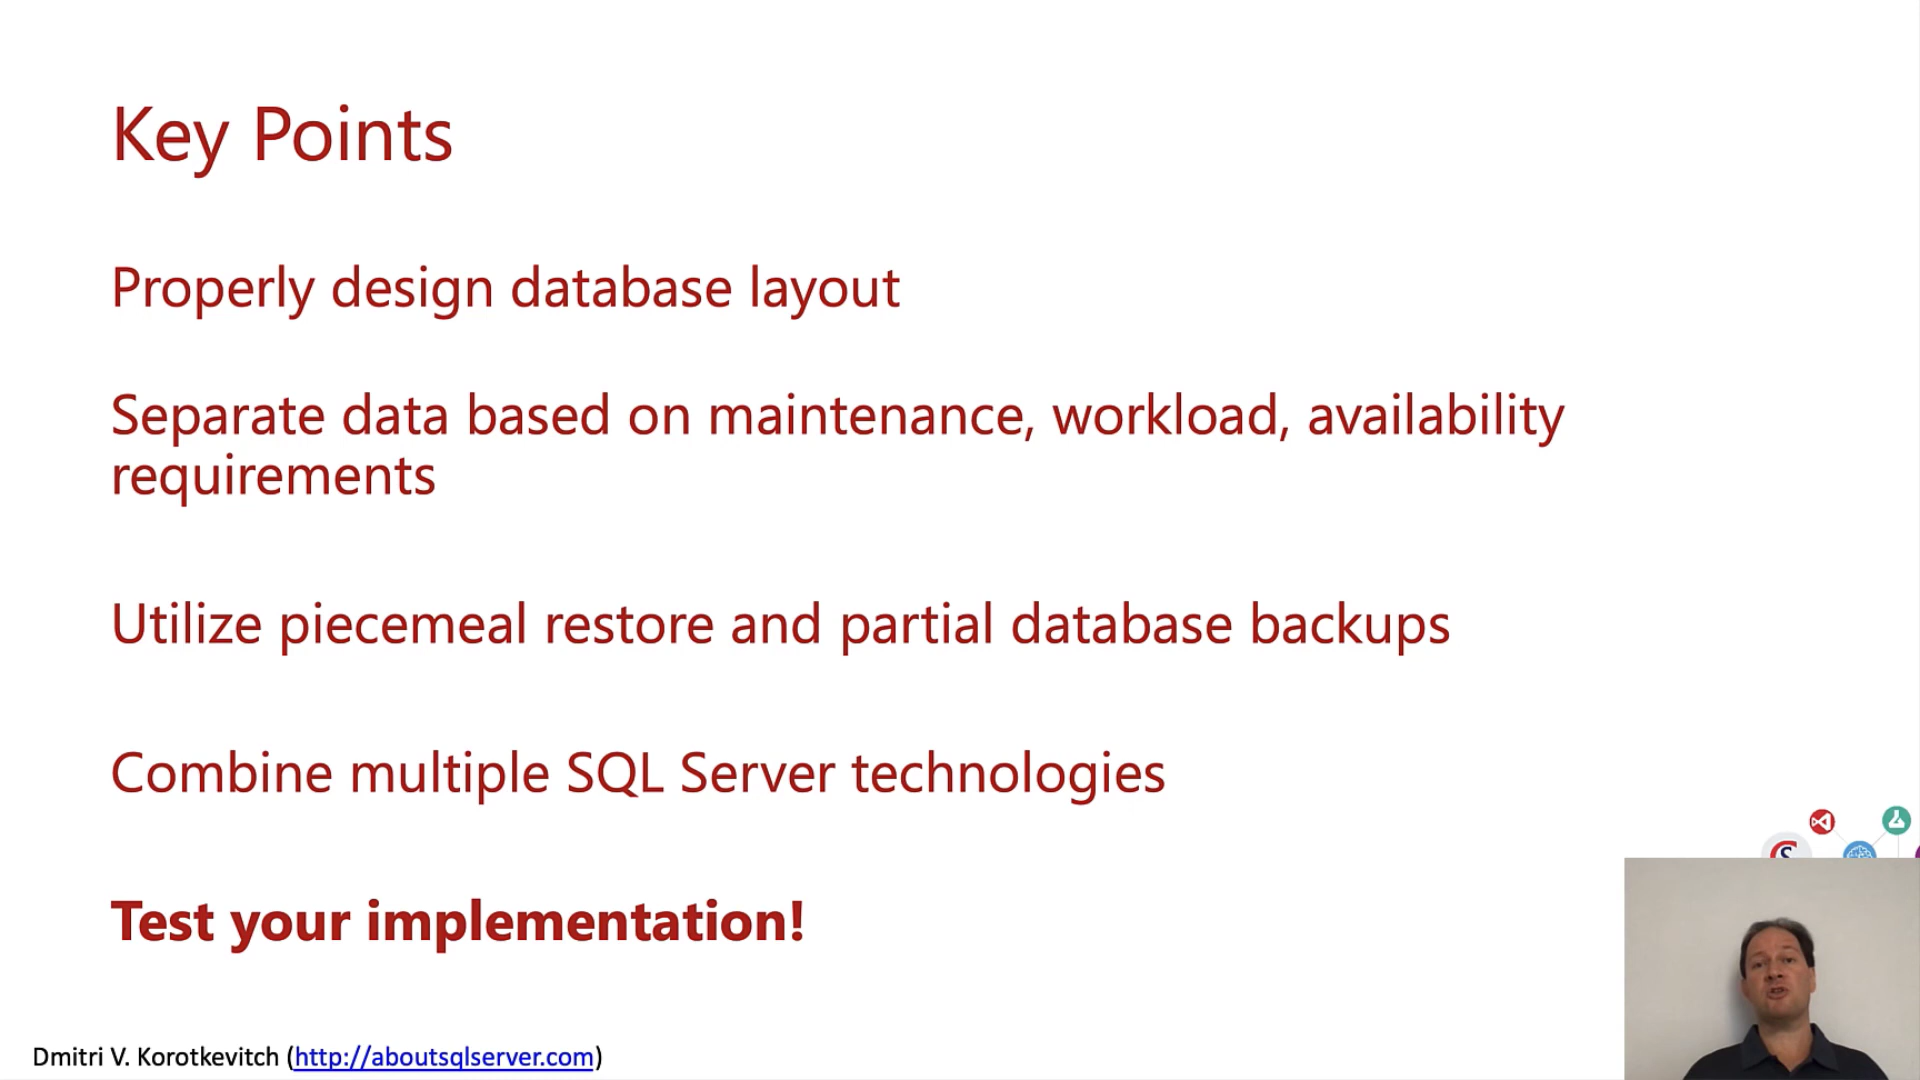 Key Points
Properly design database layout
Separate data based on maintenance, workload, availability
requirements
Utilize piecemeal restore and partial database backups
Combine multiple SQL Server technologies
Test your implementation!
Dmitri V. Korotkevitch (http://aboutsqlserver.com)